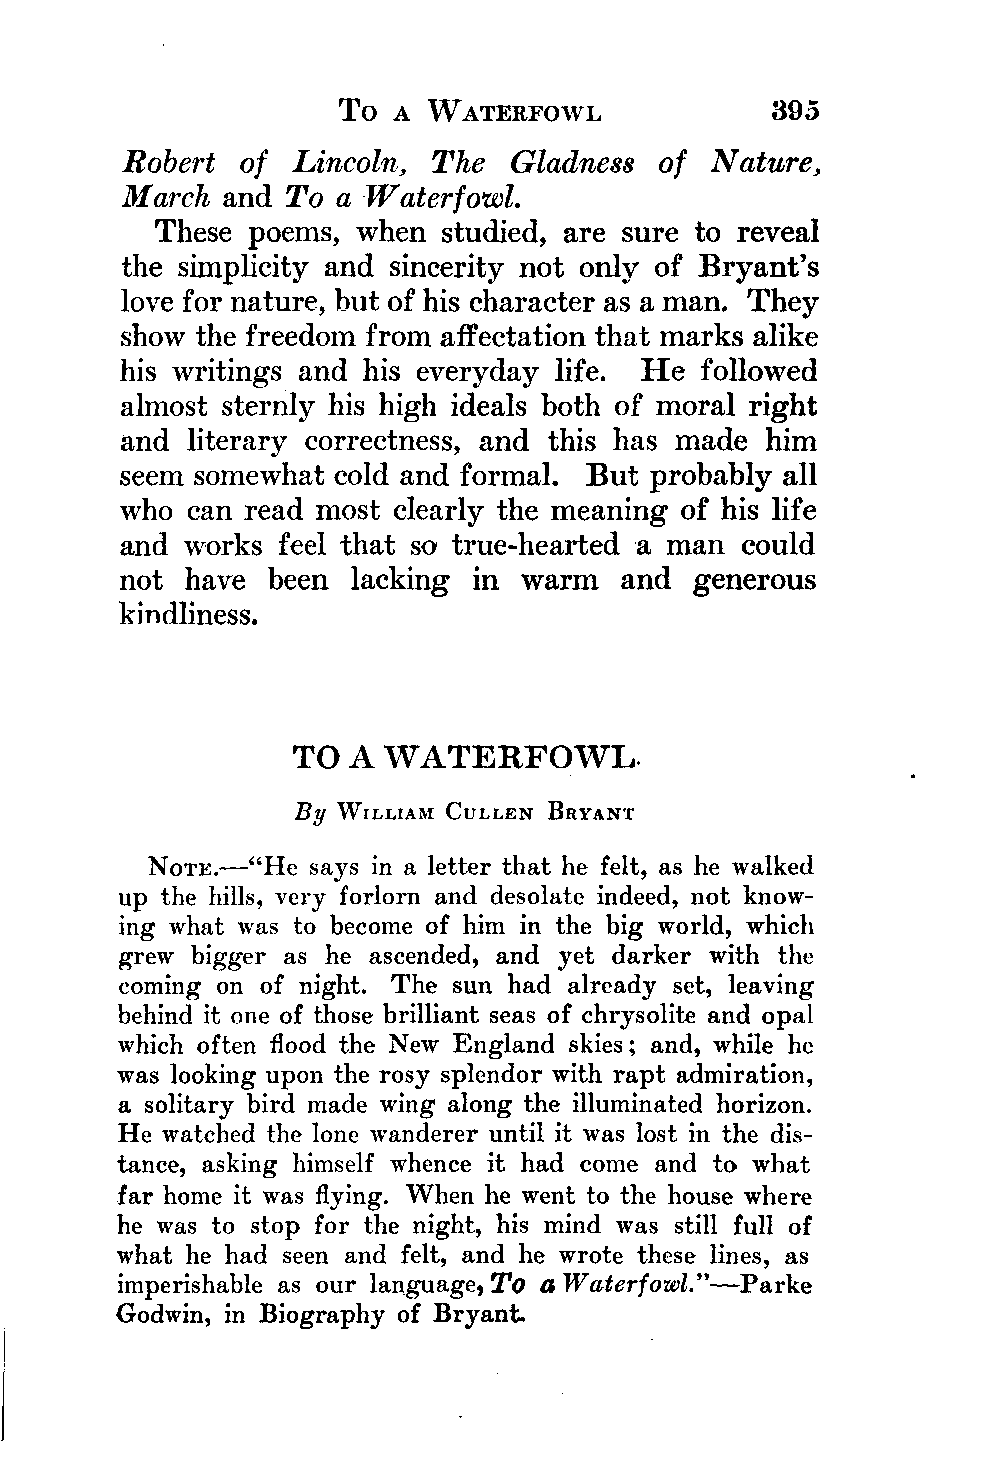 To a Waterfowl 395
Robert of Lincoln, The Gladness of Nature,
March and To a Waterfowl.
These poems, when studied, are sure to reveal
the simplicity and sincerity not only of Bryant's
love for nature, but of his character as a man. They
show the freedom from affectation that marks alike
his writings and his everyday life. He followed
almost sternly his high ideals both of moral right
and literary correctness, and this has made him
seem somewhat cold and formal. But probably all
who can read most clearly the meaning of his life
and works feel that so true-hearted a man could
not have been lacking in warm and generous
kindliness.
TO A WATERFOWL.
By William Cullen Bryant
Note.—"He says in a letter that he felt, as he walked
up the hills, very forlorn and desolate indeed, not know-
ing what was to become of him in the big world, which
grew bigger as he ascended, and yet darker with the
coming on of night. The sun had already set, leaving
behind it one of those brilliant seas of chrysolite and opal
which often flood the New England skies; and, while he
was looking upon the rosy splendor with rapt admiration,
a solitary bird made wing along the illuminated horizon.
He watched the lone wanderer until it was lost in the dis-
tance, asking himself whence it had come and to what
far home it was flying. When he went to the house where
he was to stop for the night, his mind was still full of
what he had seen and felt, and he wrote these lines, as
imperishable as our language, To a Waterfowl."—Parke
Godwin, in Biography of Bryant.